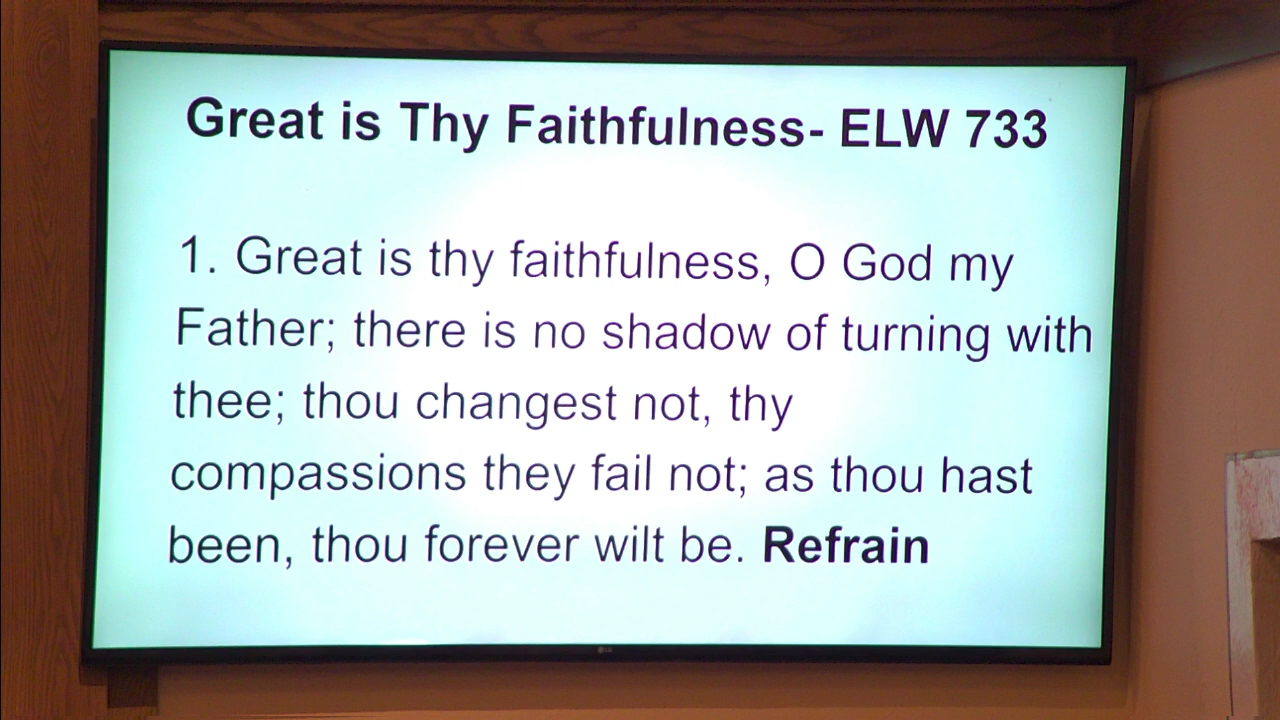 Great is Thy Faithfulness- ELW 733
1. Great is thy faithfulness, O God my
Father; there is no shadow of turning with
thee; thou changest not, thy
compassions they fail not; as thou hast
been, thou forever wilt be. Refrain
LG